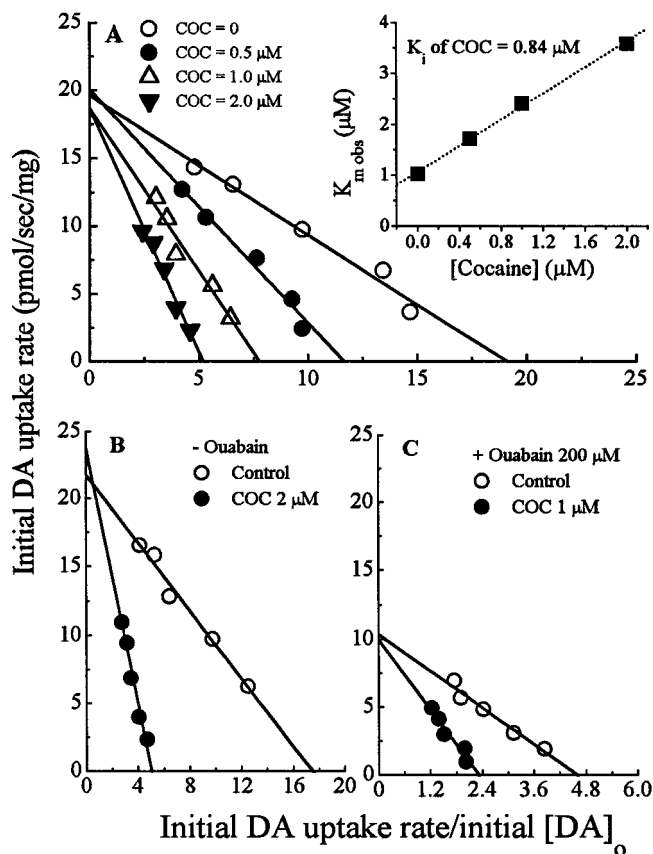 A
COC = 0
COC = 0.5 μM
COC = 1.0 μM
COC = 2.0 μM
25
20
15
10
5
0
0
5
10
15
20
25
K_i of COC = 0.84 μM
K_m obs (μM)
4
3
2
1
0
0.0
0.4
0.8
1.2
1.6
2.0
[Cocaine] (μM)
Initial DA uptake rate (pmol/sec/mg)
B
- Ouabain
Control
COC 2 μM
25
20
15
10
5
0
0
4
8
12
16
20
C
+ Ouabain 200 μM
Control
COC 1 μM
25
20
15
10
5
0
0
1.2
2.4
3.6
4.8
6.0
Initial DA uptake rate/initial [DA]_o